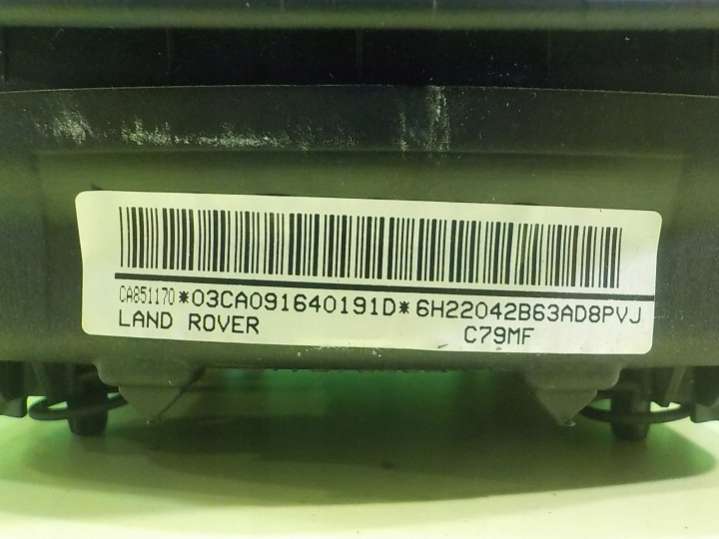 CA851170*03CA091640191D*6H22042B63AD8PVJ
LAND ROVER C79MF